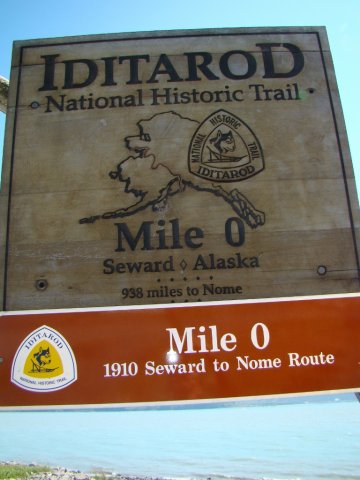 IDITAROD
National Historic Trail
NATIONAL HISTORIC TRAIL
IDITAROD
Mile 0
Seward ◊ Alaska
938 miles to Nome
IDITAROD
NATIONAL HISTORIC TRAIL
Mile 0
1910 Seward to Nome Route